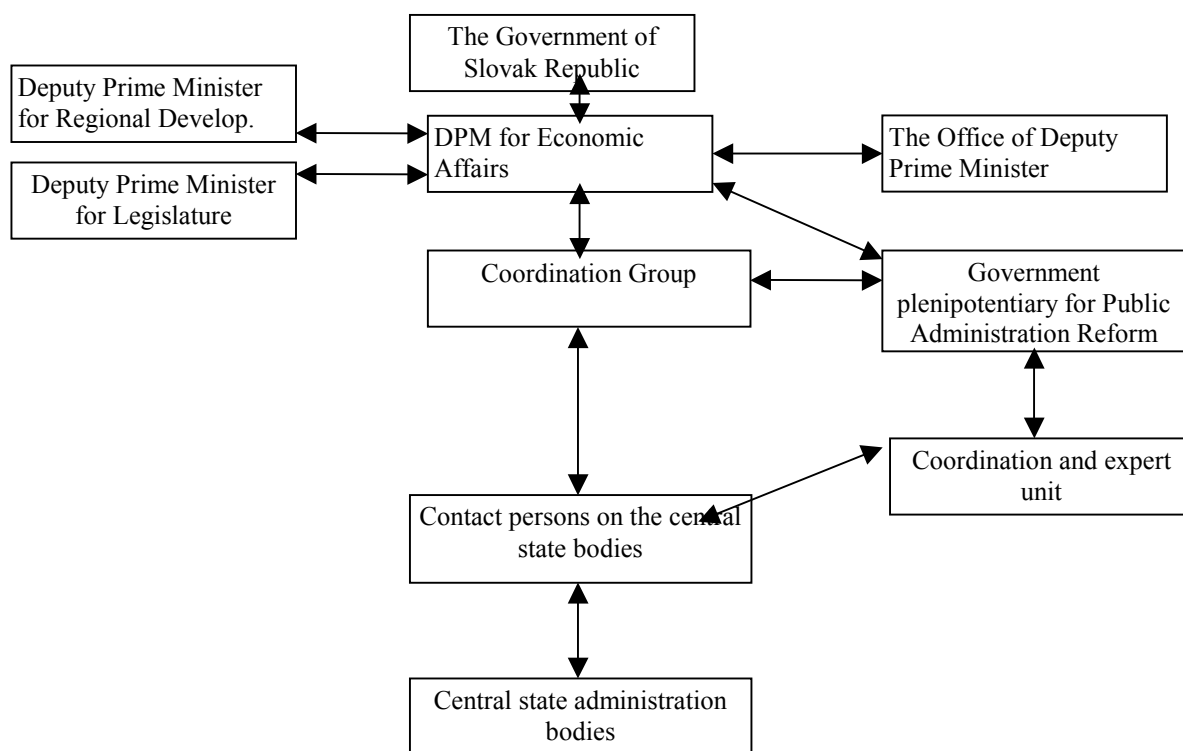 The Government of
Slovak Republic
Deputy Prime Minister
for Regional Develop.
DPM for Economic
Affairs
The Office of Deputy
Prime Minister
Deputy Prime Minister
for Legislature
Coordination Group
Government
plenipotentiary for Public
Administration Reform
Coordination and expert
unit
Contact persons on the central
state bodies
Central state administration
bodies